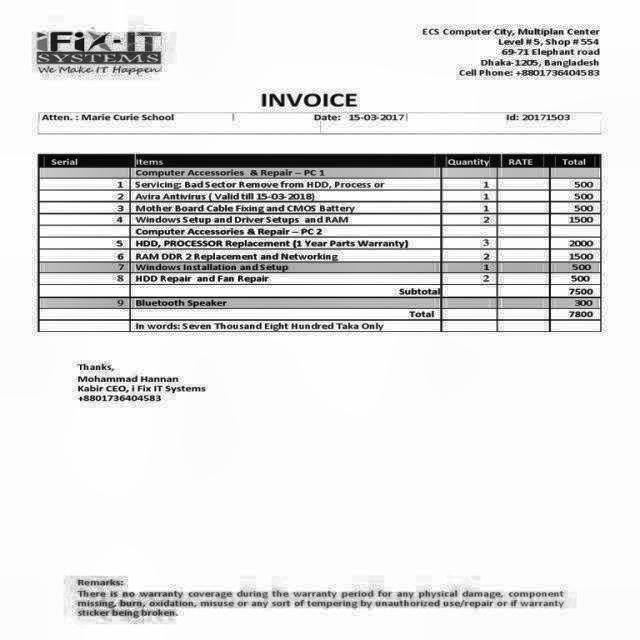 iFix-IT
SYSTEMS
We Make IT Happen
ECS Computer City, Multiplan Center
Level # 5, Shop # 554
69-71 Elephant road
Dhaka-1205, Bangladesh
Cell Phone: +8801736404583
INVOICE
Atten. : Marie Curie School Date: 15-03-2017 Id: 20171503
Serial Items Quantity RATE Total
Computer Accessories & Repair – PC 1
1 Servicing: Bad Sector Remove from HDD, Process or 1 500
2 Avira Antivirus ( Valid till 15-03-2018) 1 500
3 Mother Board Cable Fixing and CMOS Battery 1 500
4 Windows Setup and Driver Setups and RAM 2 1500
Computer Accessories & Repair – PC 2
5 HDD, PROCESSOR Replacement (1 Year Parts Warranty) 3 2000
6 RAM DDR 2 Replacement and Networking 2 1500
7 Windows Installation and Setup 1 500
8 HDD Repair and Fan Repair 2 500
Subtotal 7500
9 Bluetooth Speaker 300
Total 7800
In words: Seven Thousand Eight Hundred Taka Only
Thanks,
Mohammad Hannan
Kabir CEO, i Fix IT Systems
+8801736404583
Remarks:
There is no warranty coverage during the warranty period for any physical damage, component
missing, burn, oxidation, misuse or any sort of tempering by unauthorized use/repair or if warranty
sticker being broken.